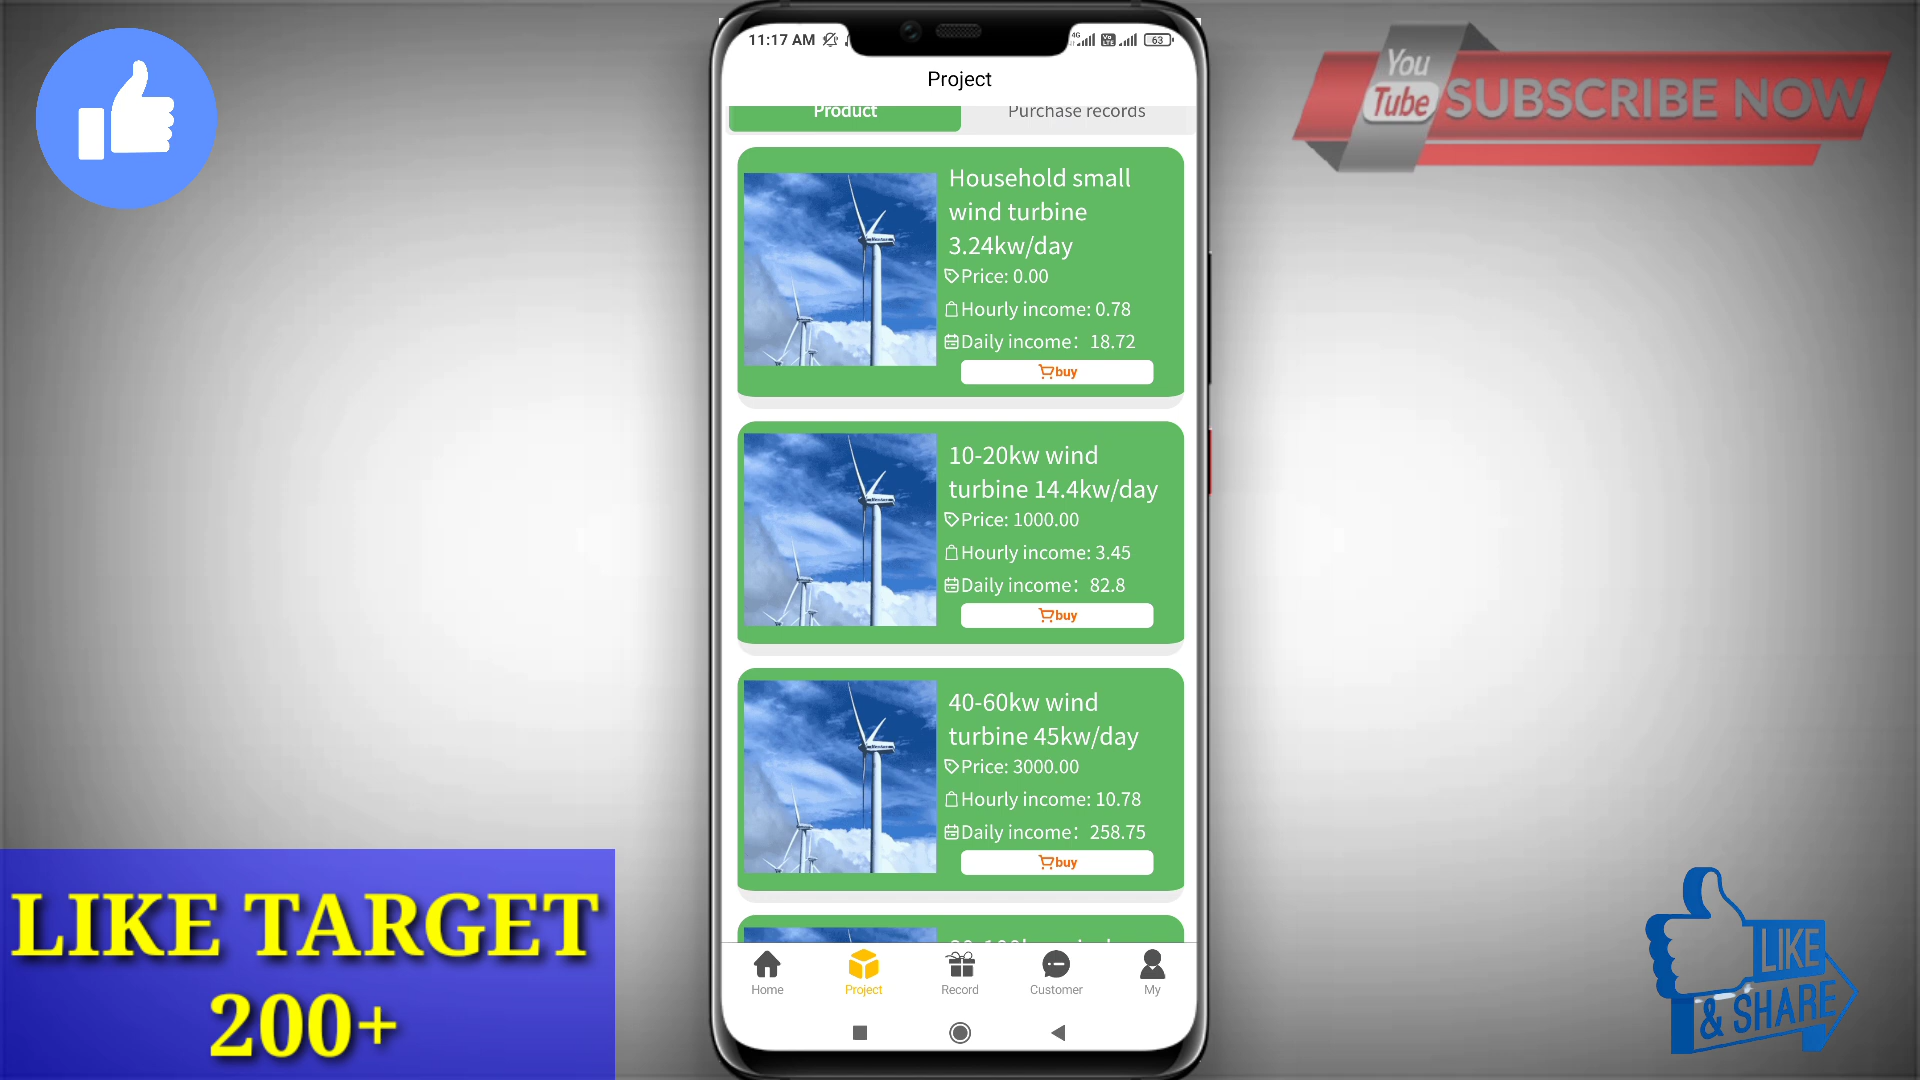 11:17 AM
4G
Vo
LTE
63
Project
Product
Purchase records
Household small
wind turbine
3.24kw/day
Price: 0.00
Hourly income: 0.78
Daily income： 18.72
buy
10-20kw wind
turbine 14.4kw/day
Price: 1000.00
Hourly income: 3.45
Daily income： 82.8
buy
40-60kw wind
turbine 45kw/day
Price: 3000.00
Hourly income: 10.78
Daily income： 258.75
buy
Home
Project
Record
Customer
My
You
Tube
SUBSCRIBE NOW
LIKE TARGET
200+
LIKE
& SHARE